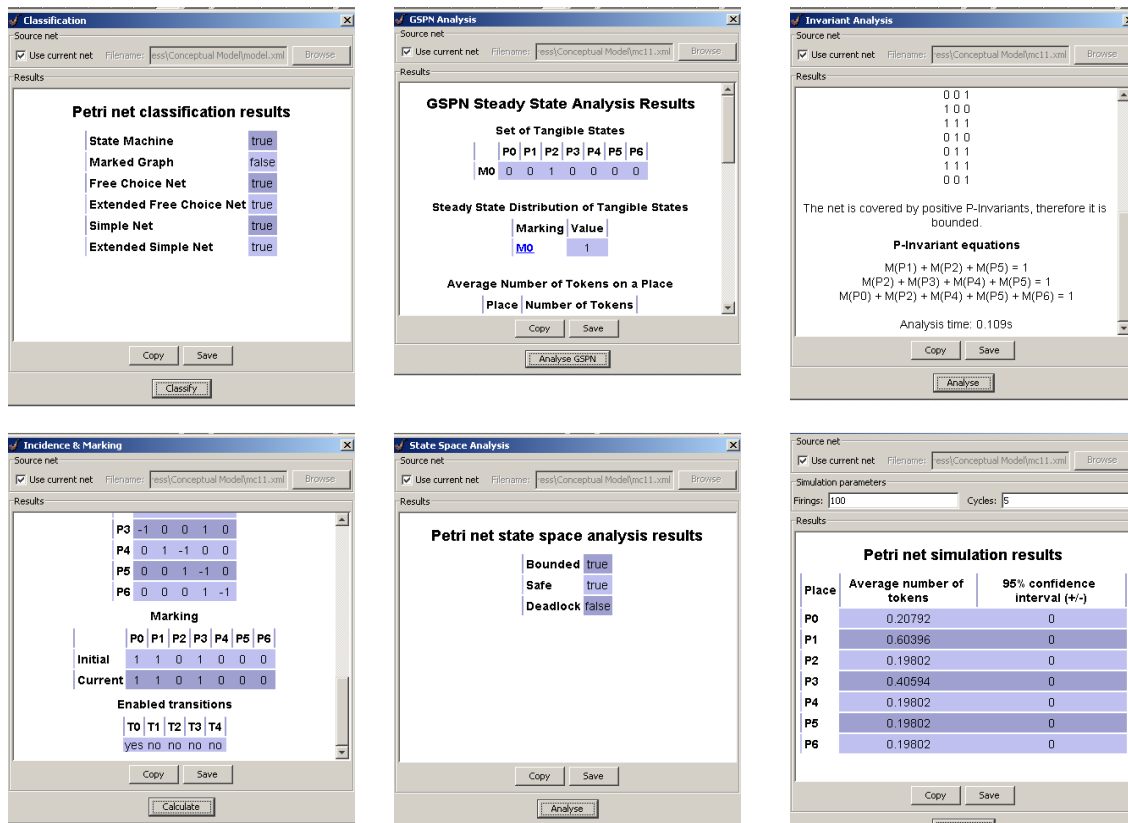 Classification
Source net
Use current net Filename: ess\Conceptual Model\model.xml Browse
Results
Petri net classification results
State Machine true
Marked Graph false
Free Choice Net true
Extended Free Choice Net true
Simple Net true
Extended Simple Net true
Copy Save
Classify
GSPN Analysis
Source net
Use current net Filename: ess\Conceptual Model\mc11.xml Browse
Results
GSPN Steady State Analysis Results
Set of Tangible States
P0 P1 P2 P3 P4 P5 P6
M0 0 0 1 0 0 0 0
Steady State Distribution of Tangible States
Marking Value
M0 1
Average Number of Tokens on a Place
Place Number of Tokens
Copy Save
Analyse GSPN
Invariant Analysis
Source net
Use current net Filename: ress\Conceptual Model\mc11.xml Browse
Results
0 0 1
1 0 0
1 1 1
0 1 0
0 1 1
1 1 1
0 0 1
The net is covered by positive P-Invariants, therefore it is
bounded.
P-Invariant equations
M(P1) + M(P2) + M(P5) = 1
M(P2) + M(P3) + M(P4) + M(P5) = 1
M(P0) + M(P2) + M(P4) + M(P5) + M(P6) = 1
Analysis time: 0.109s
Copy Save
Analyse
Incidence & Marking
Source net
Use current net Filename: ress\Conceptual Model\mc11.xml Browse
Results
P3 -1 0 0 1 0
P4 0 1 -1 0 0
P5 0 0 1 -1 0
P6 0 0 0 1 -1
Marking
P0 P1 P2 P3 P4 P5 P6
Initial 1 1 0 1 0 0 0
Current 1 1 0 1 0 0 0
Enabled transitions
T0 T1 T2 T3 T4
yes no no no no
Copy Save
Calculate
State Space Analysis
Source net
Use current net Filename: ress\Conceptual Model\mc11.xml Browse
Results
Petri net state space analysis results
Bounded true
Safe true
Deadlock false
Copy Save
Analyse
Source net
Use current net Filename: ress\Conceptual Model\mc11.xml Browse
Simulation parameters
Firings: 100 Cycles: 5
Results
Petri net simulation results
Place Average number of tokens 95% confidence interval (+/-)
P0 0.20792 0
P1 0.60396 0
P2 0.19802 0
P3 0.40594 0
P4 0.19802 0
P5 0.19802 0
P6 0.19802 0
Copy Save